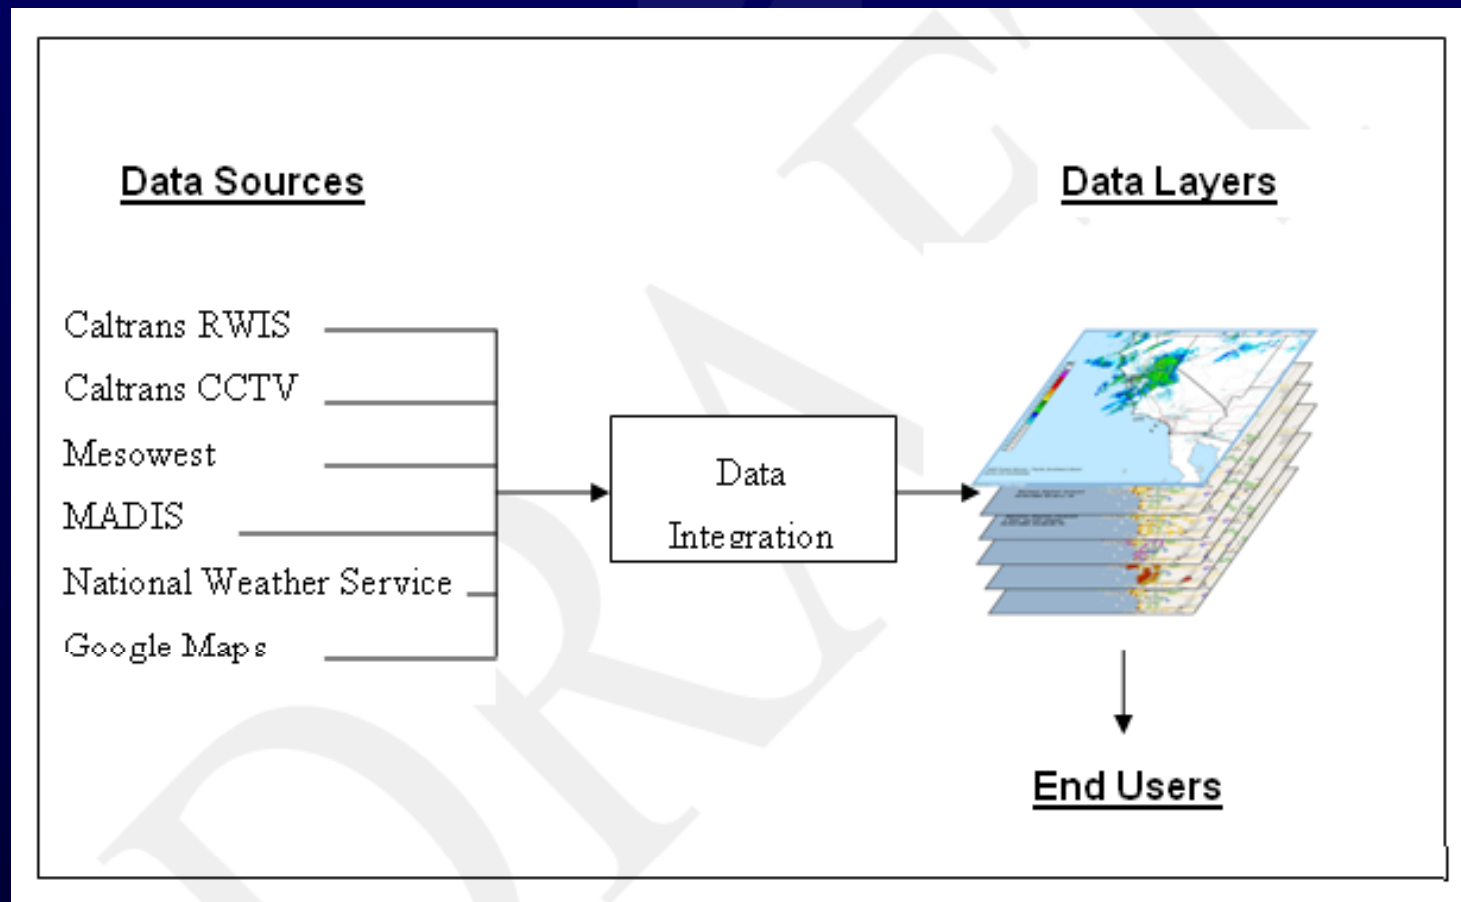 Data Sources
Data Layers
Caltrans RWIS
Caltrans CCTV
Mesowest
MADIS
National Weather Service
Google Maps
Data
Integration
End Users
DRAFT